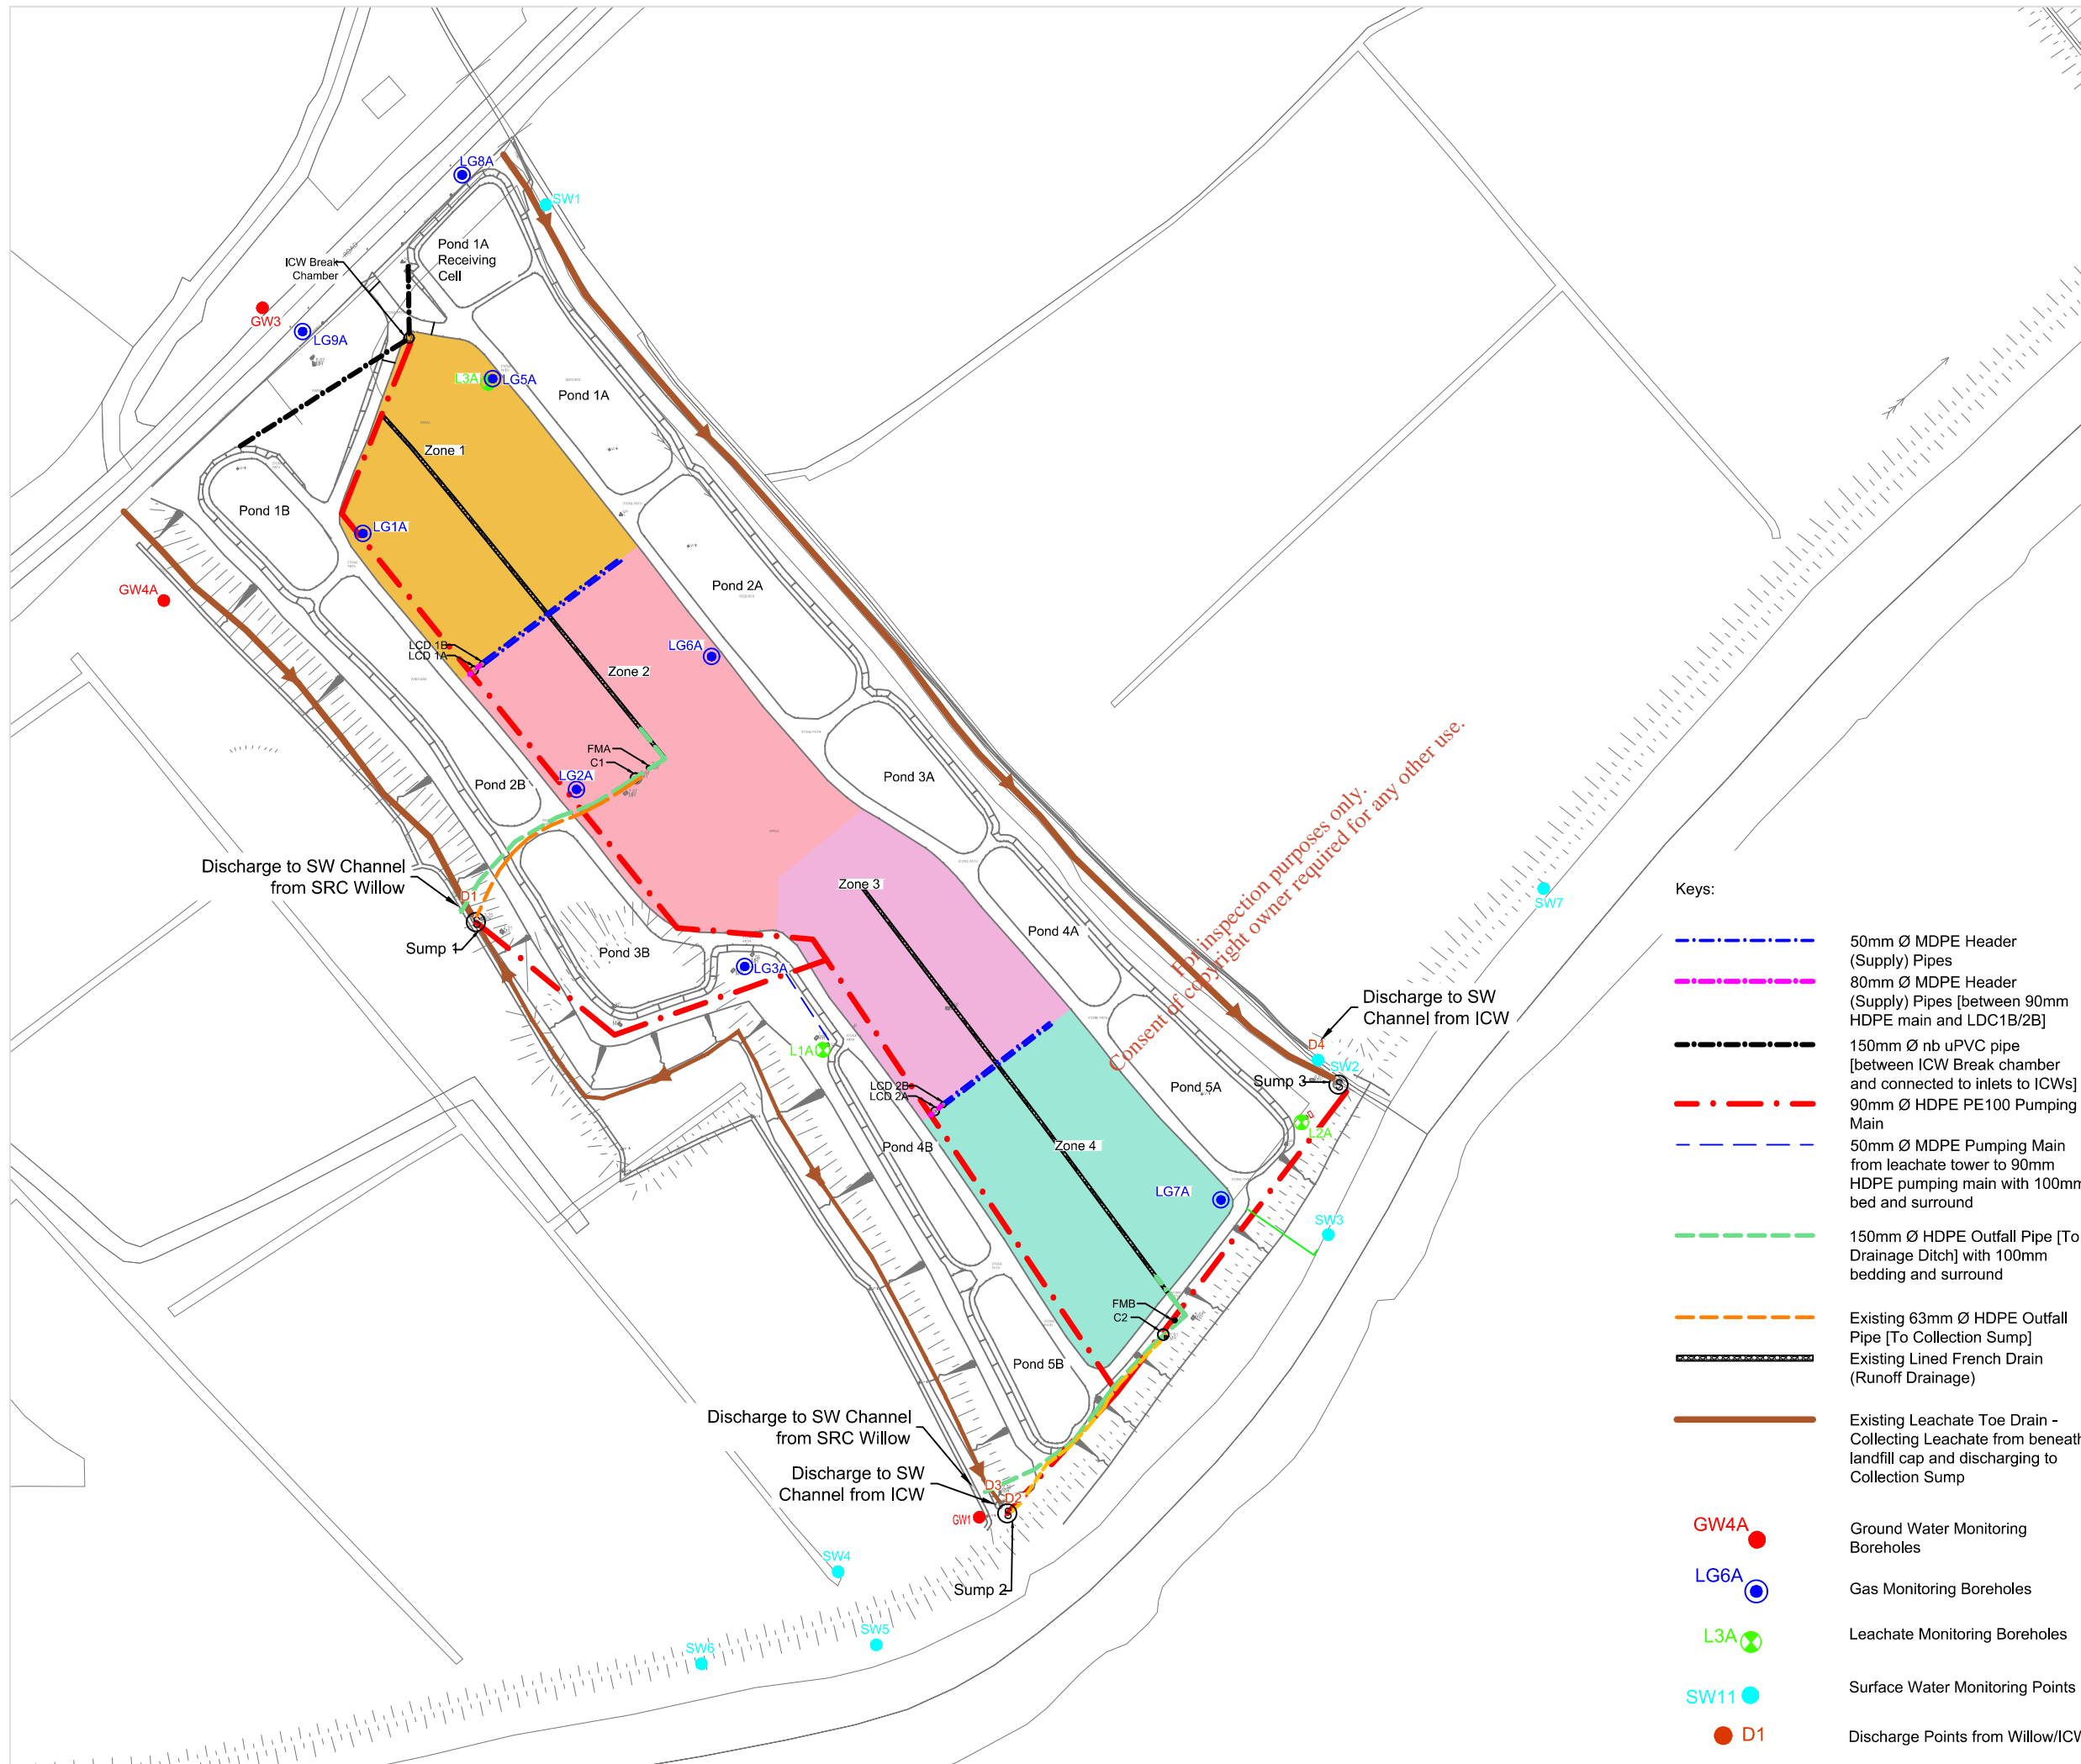 LG8A
SW1
Pond 1A
Receiving
Cell
ICW Break
Chamber
ROAD
GW3
LG9A
L3A
LG5A
Pond 1A
Zone 1
Pond 1B
LG1A
GW4A
Pond 2A
LCD 1B
LCD 1A
LG6A
Zone 2
FMA
C1
LG2A
Pond 2B
Pond 3A
Discharge to SW Channel
from SRC Willow
D1
Sump 1
Zone 3
Pond 3B
LG3A
Pond 4A
L1A
For inspection purposes only.
Consent of copyright owner required for any other use.
SW7
Discharge to SW
Channel from ICW
D4
SW2
Sump 3
S
Pond 5A
L2A
LCD 2B
LCD 2A
Pond 4B
Zone 4
LG7A
SW3
FMB
C2
Pond 5B
Discharge to SW Channel
from SRC Willow
Discharge to SW
Channel from ICW
D3
D2
GW1
S
Sump 2
SW4
SW5
SW6
Keys:
50mm Ø MDPE Header
(Supply) Pipes
80mm Ø MDPE Header
(Supply) Pipes [between 90mm
HDPE main and LDC1B/2B]
150mm Ø nb uPVC pipe
[between ICW Break chamber
and connected to inlets to ICWs]
90mm Ø HDPE PE100 Pumping
Main
50mm Ø MDPE Pumping Main
from leachate tower to 90mm
HDPE pumping main with 100mm
bed and surround
150mm Ø HDPE Outfall Pipe [To
Drainage Ditch] with 100mm
bedding and surround
Existing 63mm Ø HDPE Outfall
Pipe [To Collection Sump]
Existing Lined French Drain
(Runoff Drainage)
Existing Leachate Toe Drain -
Collecting Leachate from beneath
landfill cap and discharging to
Collection Sump
GW4A
Ground Water Monitoring
Boreholes
LG6A
Gas Monitoring Boreholes
L3A
Leachate Monitoring Boreholes
SW11
Surface Water Monitoring Points
D1
Discharge Points from Willow/ICW